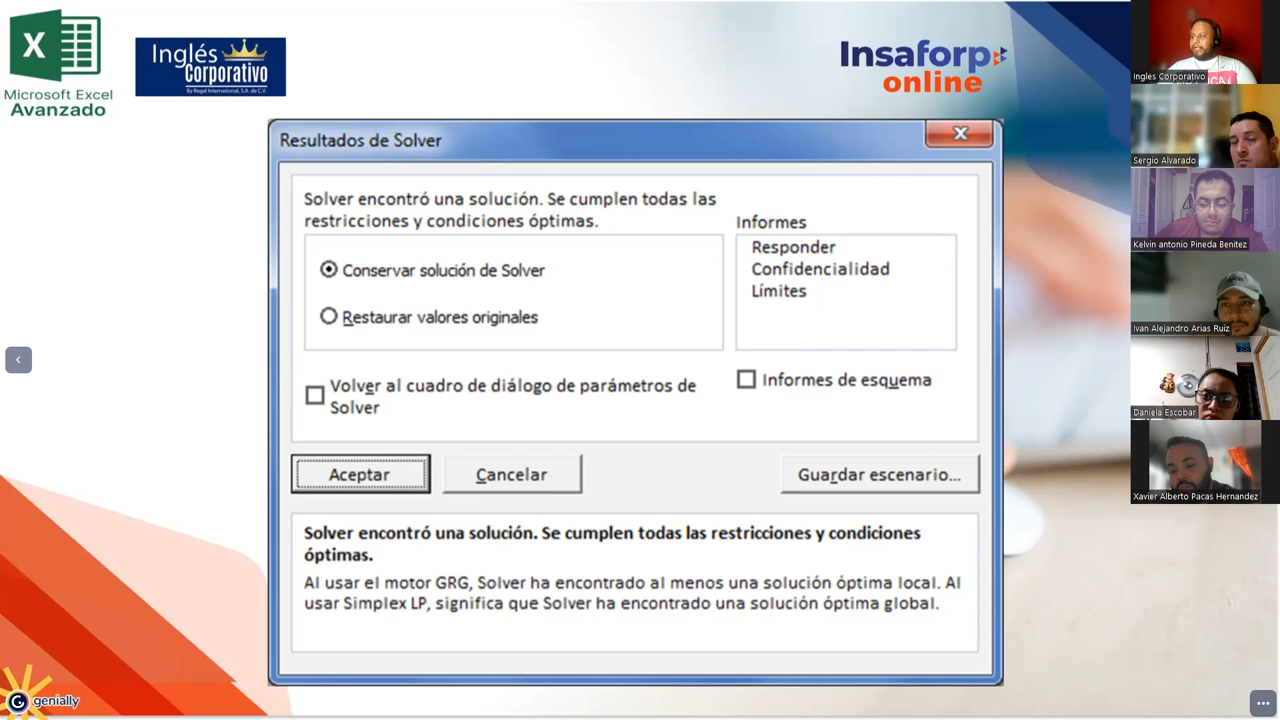 X
Microsoft Excel
Avanzado
Inglés
Corporativo
By Regal International, S.A. de C.V.
Insaforp
online
Resultados de Solver
Solver encontró una solución. Se cumplen todas las
restricciones y condiciones óptimas.
Conservar solución de Solver
Restaurar valores originales
Volver al cuadro de diálogo de parámetros de
Solver
Informes
Responder
Confidencialidad
Límites
Informes de esquema
Aceptar
Cancelar
Guardar escenario...
Solver encontró una solución. Se cumplen todas las restricciones y condiciones
óptimas.
Al usar el motor GRG, Solver ha encontrado al menos una solución óptima local. Al
usar Simplex LP, significa que Solver ha encontrado una solución óptima global.
genially
Ingles Corporativo
Sergio Alvarado
Kelvin antonio Pineda Benitez
Ivan Alejandro Arias Ruiz
Daniela Escobar
Xavier Alberto Pacas Hernandez